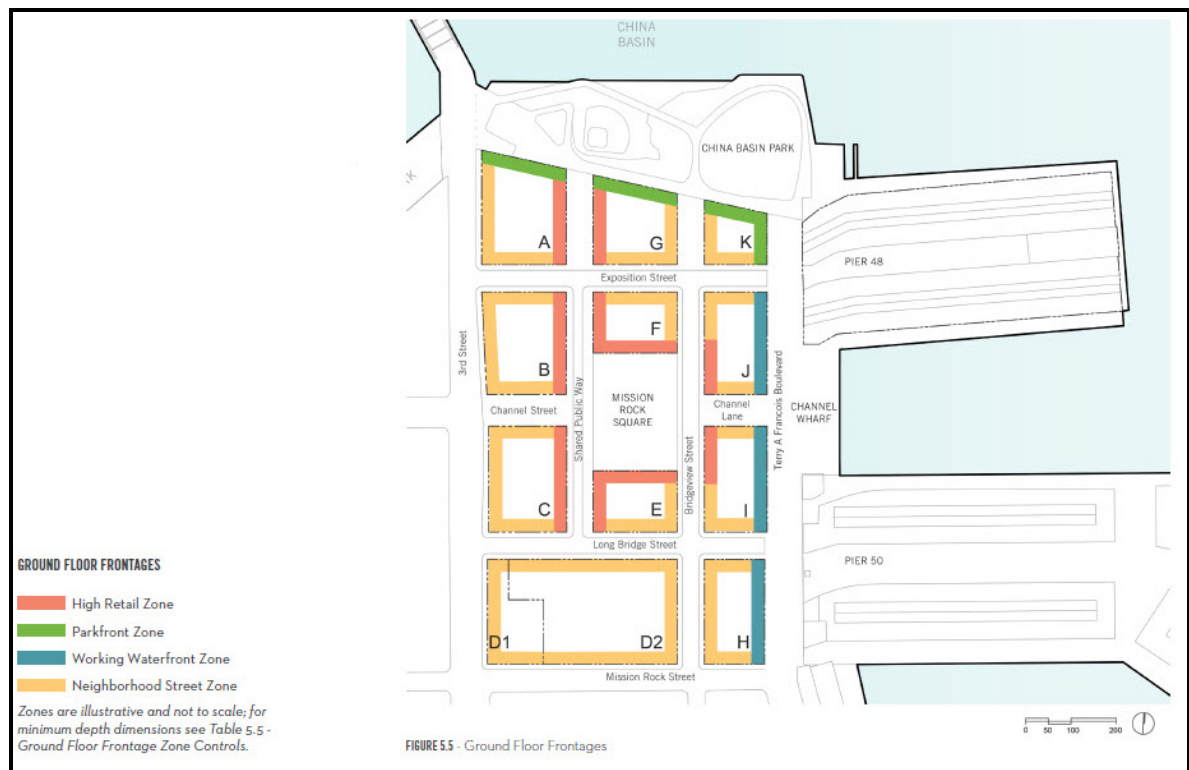 CHINA
BASIN
CHINA BASIN PARK
A
G
K
PIER 48
Exposition Street
3rd Street
F
B
J
Shared Public Way
MISSION
ROCK
SQUARE
Channel Street
Channel
Lane
Terry A Francois Boulevard
CHANNEL
WHARF
Bridgeview Street
C
E
I
Long Bridge Street
PIER 50
D1
D2
H
Mission Rock Street
GROUND FLOOR FRONTAGES
High Retail Zone
Parkfront Zone
Working Waterfront Zone
Neighborhood Street Zone
Zones are illustrative and not to scale; for
minimum depth dimensions see Table 5.5 -
Ground Floor Frontage Zone Controls.
FIGURE 5.5 - Ground Floor Frontages
0 50 100 200